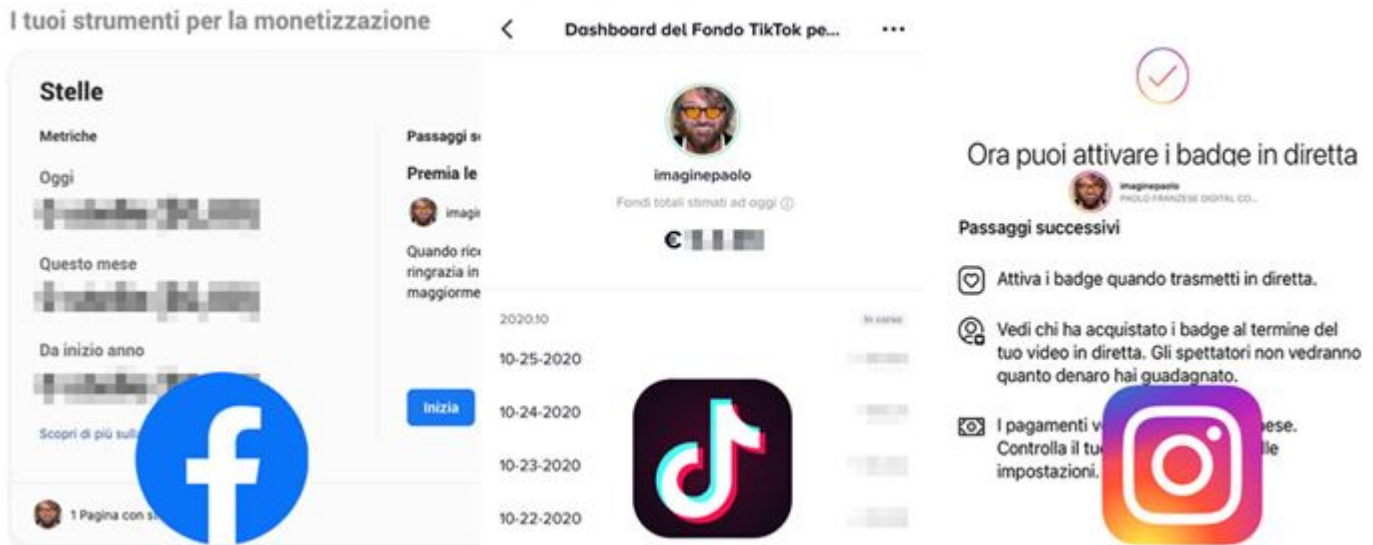 I tuoi strumenti per la monetizzazione
Stelle
Metriche
Oggi
Questo mese
Da inizio anno
Scopri di più
1 Pagina con
Passaggi
Premia le
Quando
ringrazia in
Inizia
Dashboard del Fondo TikTok pe...
imaginepaolo
Fondi totali stimati ad oggi
€
2020.10
In corso
10-25-2020
10-24-2020
10-23-2020
10-22-2020
Ora puoi attivare i badge in diretta
imaginepaolo
PAOLO FRANZESE DIGITAL CO...
Passaggi successivi
Attiva i badge quando trasmetti in diretta.
Vedi chi ha acquistato i badge al termine del
tuo video in diretta. Gli spettatori non vedranno
quanto denaro hai guadagnato.
I pagamenti
Controlla il
impostazioni.